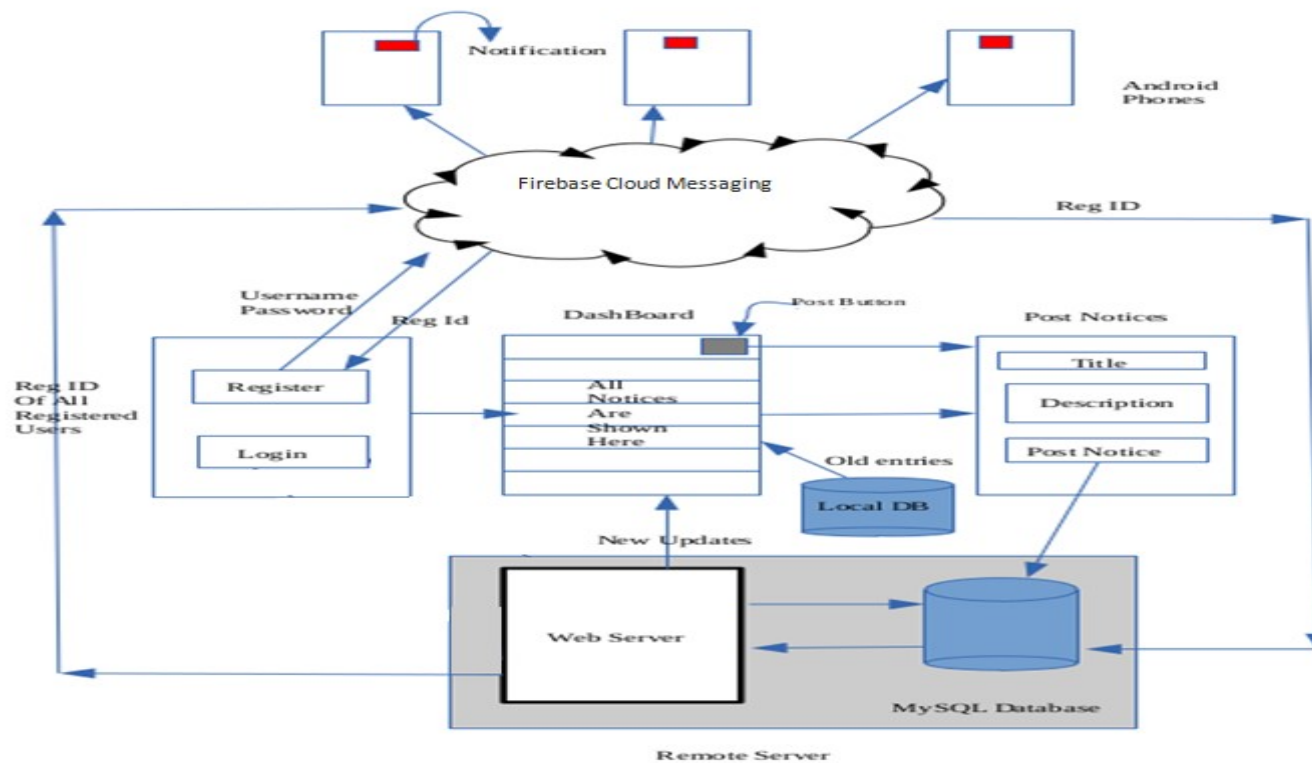 Notification
Android
Phones
Firebase Cloud Messaging
Reg ID
Username
Password
Reg Id
DashBoard
Post Button
Post Notices
Reg ID
Of All
Registered
Users
Register
Login
All
Notices
Are
Shown
Here
Title
Description
Post Notice
Old entries
Local DB
New Updates
Web Server
MySQL Database
Remote Server